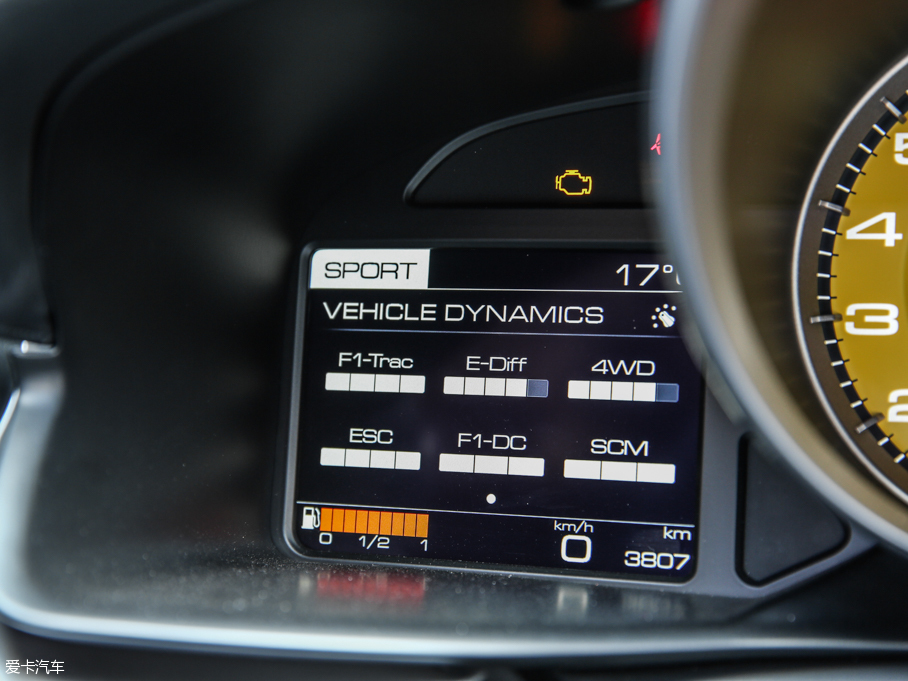 SPORT 17°
VEHICLE DYNAMICS
F1-Trac E-Diff 4WD
ESC F1-DC SCM
0 1/2 1
km/h
0
km
3807
5
4
3
2
爱卡汽车